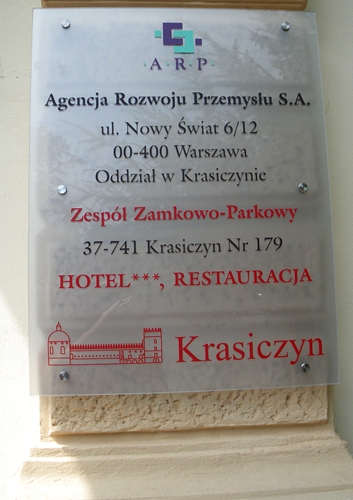 ·A·R·P·
Agencja Rozwoju Przemysłu S.A.
ul. Nowy Świat 6/12
00-400 Warszawa
Oddział w Krasiczynie
Zespół Zamkowo-Parkowy
37-741 Krasiczyn Nr 179
HOTEL***, RESTAURACJA
Krasiczyn